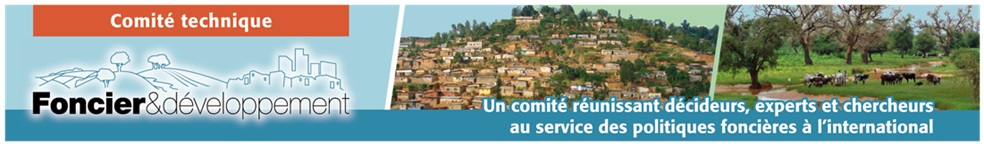 Comité technique
Foncier&développement
Un comité réunissant décideurs, experts et chercheurs
au service des politiques foncières à l'international